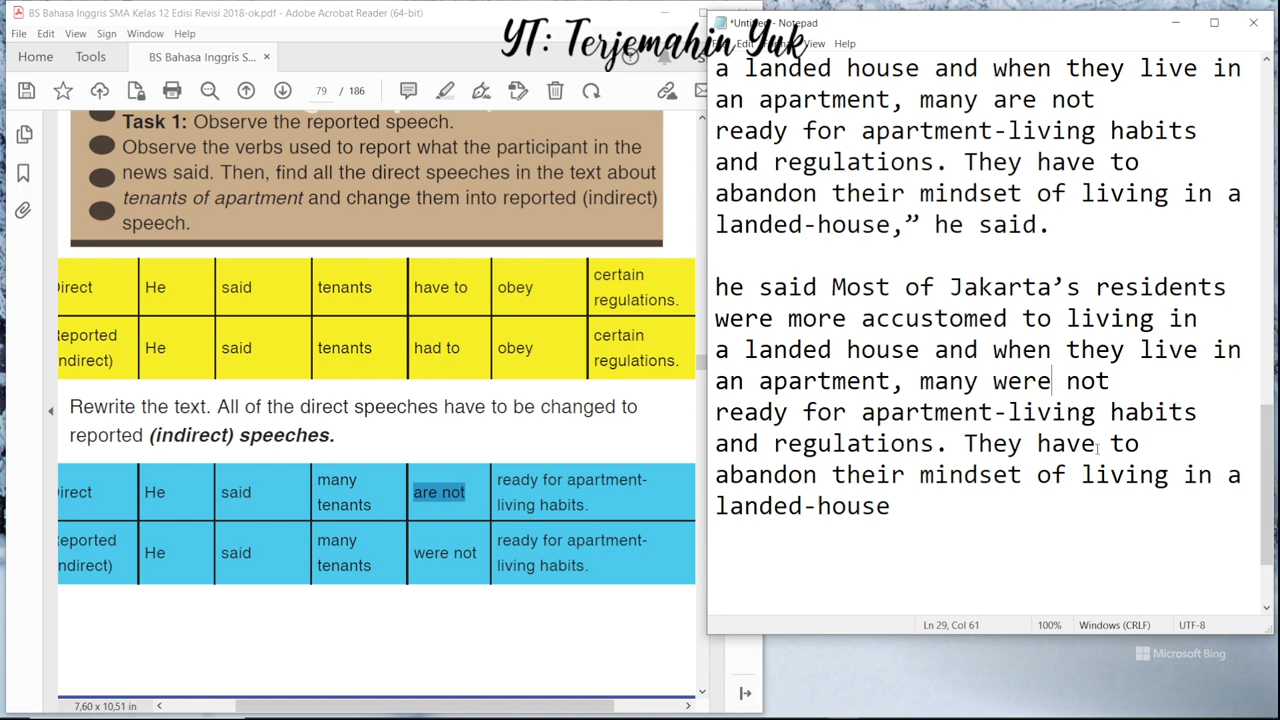 BS Bahasa Inggris SMA Kelas 12 Edisi Revisi 2018-ok.pdf - Adobe Acrobat Reader (64-bit)
File Edit View Sign Window Help
Home Tools BS Bahasa Inggris S... ×
79 / 186
Task 1: Observe the reported speech.
Observe the verbs used to report what the participant in the
news said. Then, find all the direct speeches in the text about
tenants of apartment and change them into reported (indirect)
speech.
Direct He said tenants have to obey certain regulations.
Reported (Indirect) He said tenants had to obey certain regulations.
Rewrite the text. All of the direct speeches have to be changed to
reported (indirect) speeches.
Direct He said many tenants are not ready for apartment-living habits.
Reported (Indirect) He said many tenants were not ready for apartment-living habits.
7,60 x 10,51 in
YT: Terjemahin Yuk
*Untitled - Notepad
Edit View Help
a landed house and when they live in
an apartment, many are not
ready for apartment-living habits
and regulations. They have to
abandon their mindset of living in a
landed-house,” he said.
he said Most of Jakarta’s residents
were more accustomed to living in
a landed house and when they live in
an apartment, many were not
ready for apartment-living habits
and regulations. They have to
abandon their mindset of living in a
landed-house
Ln 29, Col 61 100% Windows (CRLF) UTF-8
Microsoft Bing